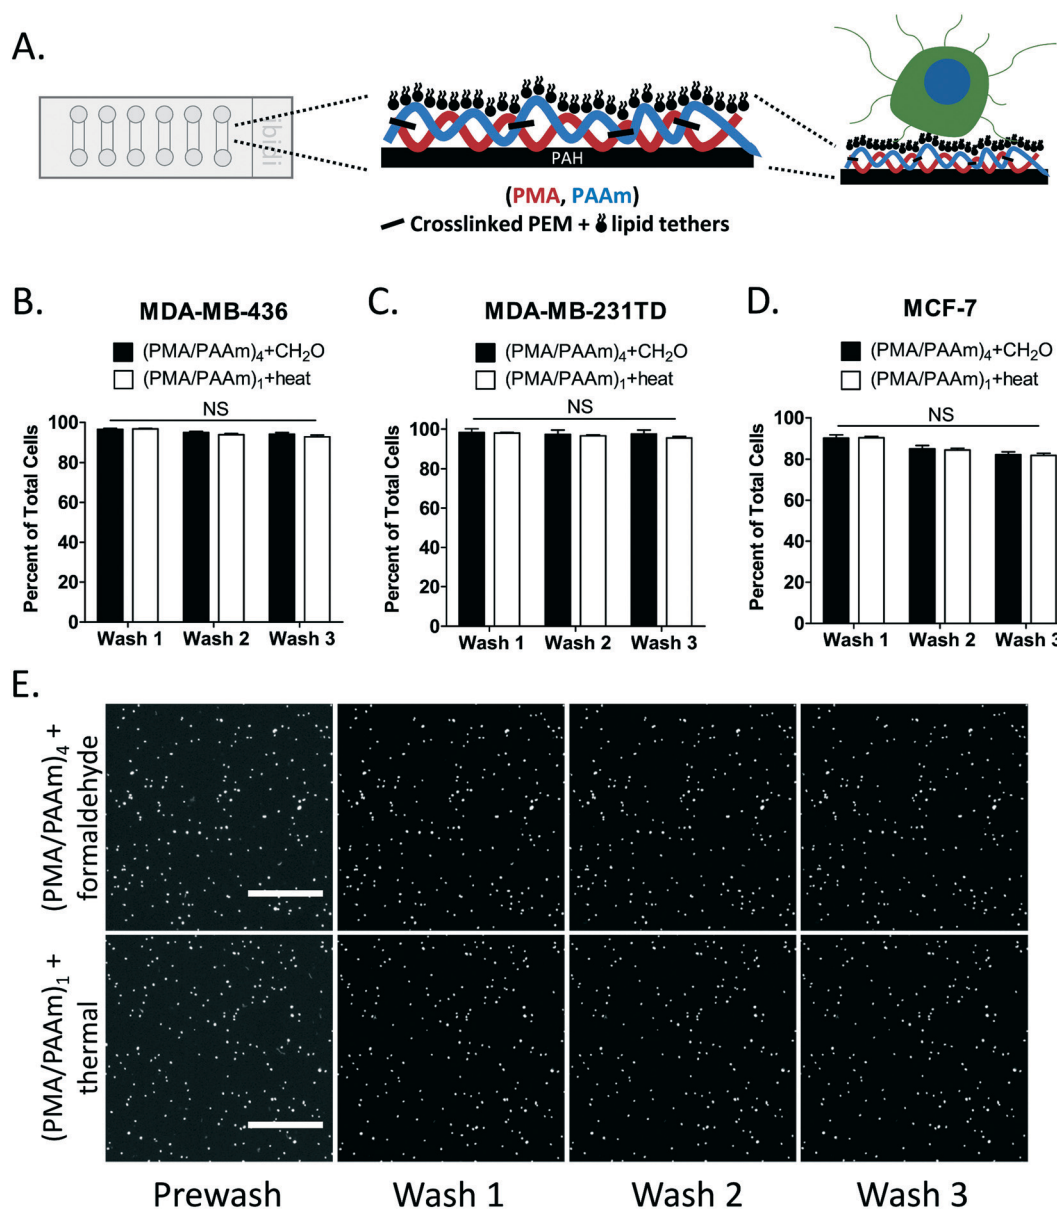 A.
ibidi
PAH
(PMA, PAAm)
Crosslinked PEM + lipid tethers
B.
MDA-MB-436
(PMA/PAAm)₄+CH₂O
(PMA/PAAm)₁+heat
NS
Percent of Total Cells
100
80
60
40
20
0
Wash 1 Wash 2 Wash 3
C.
MDA-MB-231TD
(PMA/PAAm)₄+CH₂O
(PMA/PAAm)₁+heat
NS
Percent of Total Cells
100
80
60
40
20
0
Wash 1 Wash 2 Wash 3
D.
MCF-7
(PMA/PAAm)₄+CH₂O
(PMA/PAAm)₁+heat
NS
Percent of Total Cells
100
80
60
40
20
0
Wash 1 Wash 2 Wash 3
E.
(PMA/PAAm)₄ +
formaldehyde
(PMA/PAAm)₁ +
thermal
Prewash Wash 1 Wash 2 Wash 3